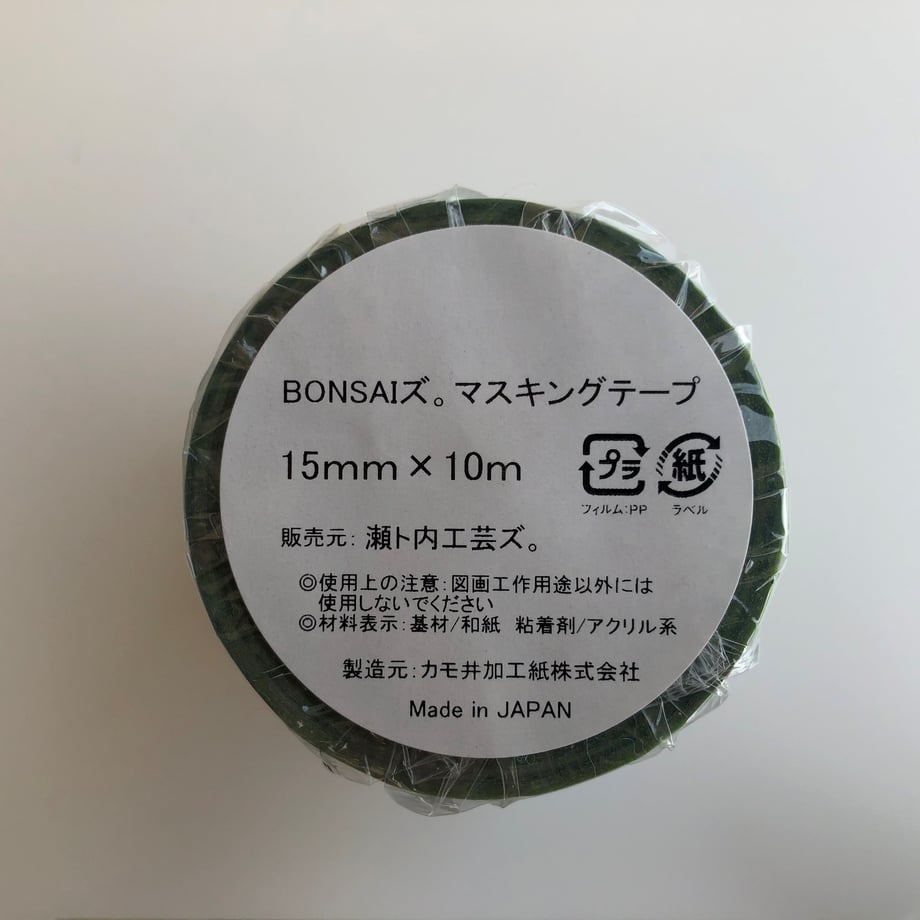 BONSAIズ。マスキングテープ
15mm×10m
プラ 紙
フィルム:PP ラベル
販売元:瀬ト内工芸ズ。
◎使用上の注意:図画工作用途以外には
使用しないでください
◎材料表示:基材/和紙 粘着剤/アクリル系
製造元:カモ井加工紙株式会社
Made in JAPAN